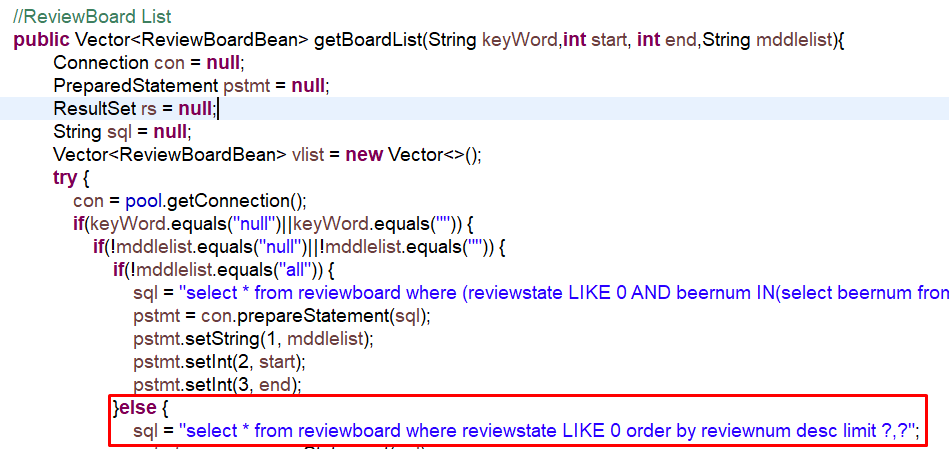 //ReviewBoard List
public Vector<ReviewBoardBean> getBoardList(String keyWord,int start, int end,String mddlelist){
Connection con = null;
PreparedStatement pstmt = null;
ResultSet rs = null;
String sql = null;
Vector<ReviewBoardBean> vlist = new Vector<>();
try {
con = pool.getConnection();
if(keyWord.equals("null")||keyWord.equals("")) {
if(!mddlelist.equals("null")||!mddlelist.equals("")) {
if(!mddlelist.equals("all")) {
sql = "select * from reviewboard where (reviewstate LIKE 0 AND beernum IN(select beernum
pstmt = con.prepareStatement(sql);
pstmt.setString(1, mddlelist);
pstmt.setInt(2, start);
pstmt.setInt(3, end);
}else {
sql = "select * from reviewboard where reviewstate LIKE 0 order by reviewnum desc limit ?,?";